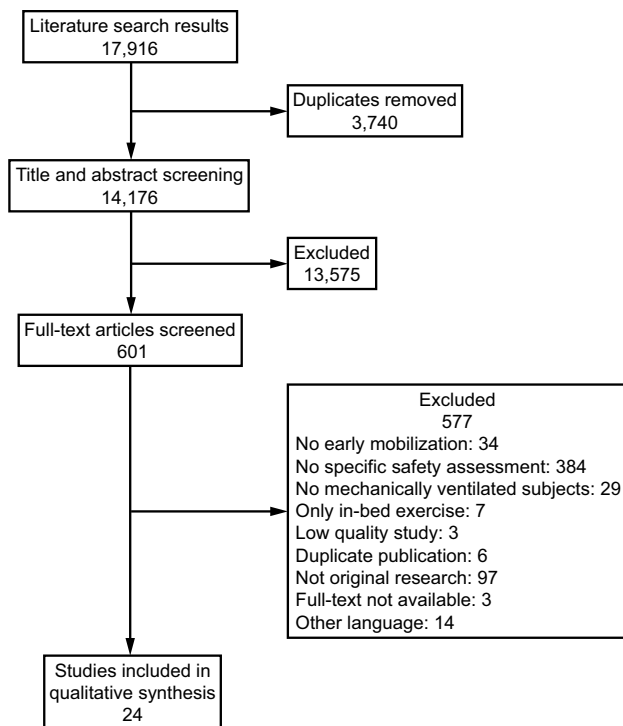 Literature search results
17,916
Duplicates removed
3,740
Title and abstract screening
14,176
Excluded
13,575
Full-text articles screened
601
Excluded
577
No early mobilization: 34
No specific safety assessment: 384
No mechanically ventilated subjects: 29
Only in-bed exercise: 7
Low quality study: 3
Duplicate publication: 6
Not original research: 97
Full-text not available: 3
Other language: 14
Studies included in
qualitative synthesis
24